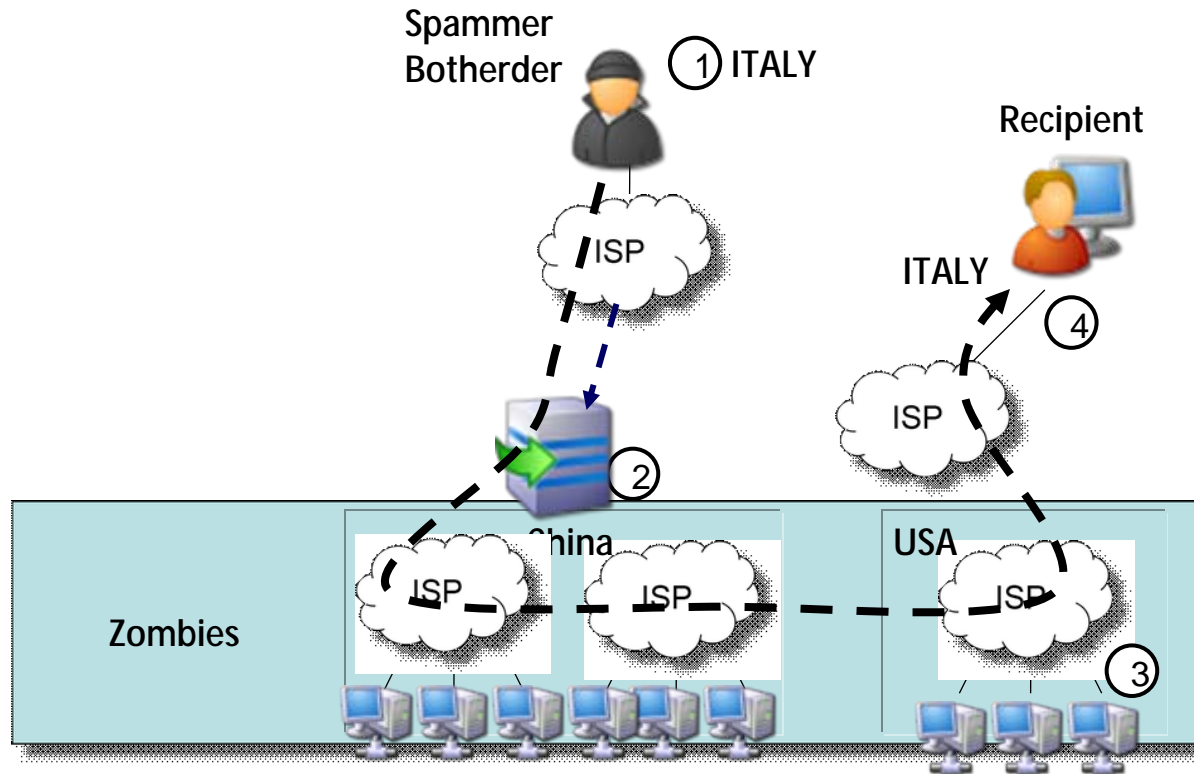 Spammer
Botherder
1 ITALY
Recipient
ISP
ITALY
4
ISP
2
China
USA
ISP
ISP
ISP
Zombies
3